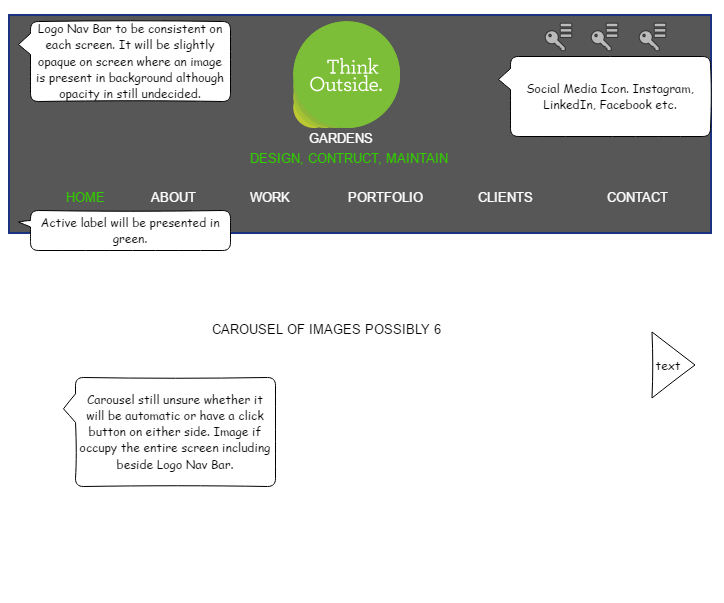 Logo Nav Bar to be consistent on
each screen. It will be slightly
opaque on screen where an image
is present in background although
opacity in still undecided.
Think
Outside.
GARDENS
DESIGN, CONTRUCT, MAINTAIN
Social Media Icon. Instagram,
LinkedIn, Facebook etc.
HOME ABOUT WORK PORTFOLIO CLIENTS CONTACT
Active label will be presented in
green.
CAROUSEL OF IMAGES POSSIBLY 6
text
Carousel still unsure whether it
will be automatic or have a click
button on either side. Image if
occupy the entire screen including
beside Logo Nav Bar.